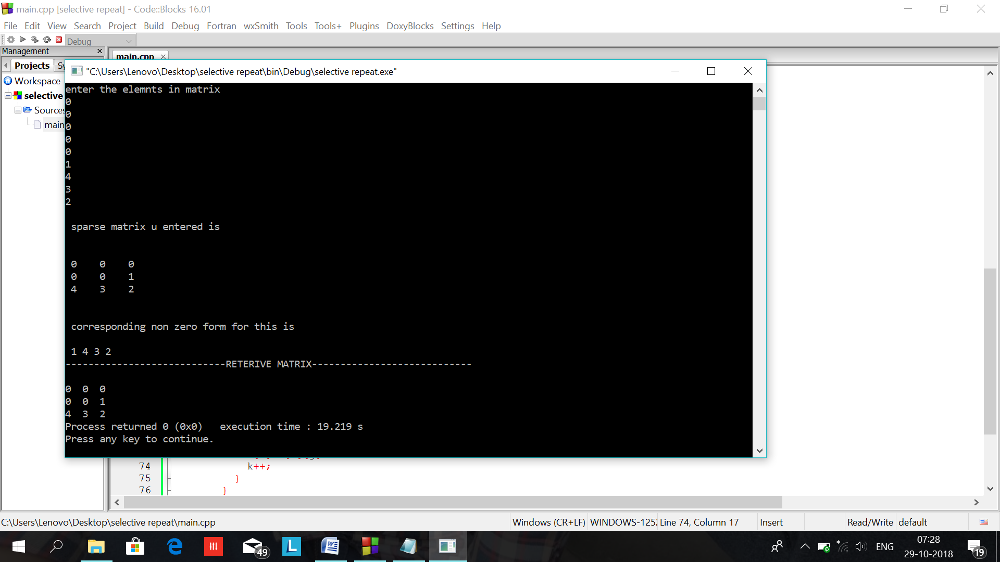 main.cpp [selective repeat] - Code::Blocks 16.01
File Edit View Search Project Build Debug Fortran wxSmith Tools Tools+ Plugins DoxyBlocks Settings Help
Debug
Management
main.cpp
Projects
Workspace
selective
Sources
main
"C:\Users\Lenovo\Desktop\selective repeat\bin\Debug\selective repeat.exe"
enter the elemnts in matrix
0
0
0
0
0
1
4
3
2
sparse matrix u entered is
0 0 0
0 0 1
4 3 2
corresponding non zero form for this is
1 4 3 2
----------------------------RETERIVE MATRIX----------------------------
0 0 0
0 0 1
4 3 2
Process returned 0 (0x0) execution time : 19.219 s
Press any key to continue.
74 k++;
75 }
76 }
C:\Users\Lenovo\Desktop\selective repeat\main.cpp Windows (CR+LF) WINDOWS-1252 Line 74, Column 17 Insert Read/Write default
49
L
ENG
07:28
29-10-2018
19